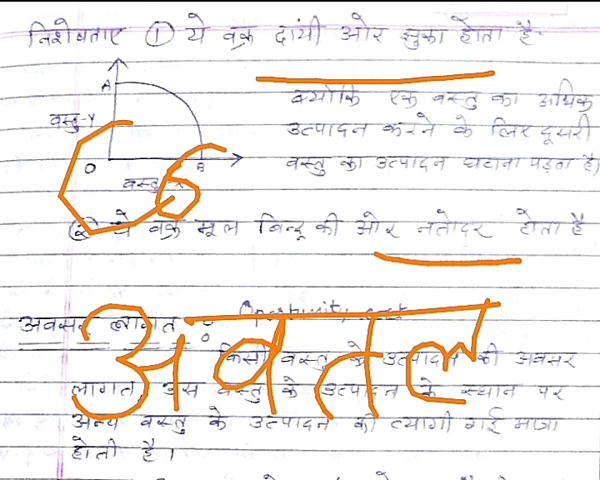 विशेषताए ① ये वक्र दांयी ओर झुका होता है
क्योकि एक वस्तु का अधिक
उत्पादन करने के लिए दूसरी
वस्तु का उत्पादन घटाना पड़ता है)
A
वस्तु-Y
O
B
वस्तु
(2) ये वक्र मूल बिन्दू की ओर नतोदर होता है
अवसर लागत :
अवतल
किसी वस्तु के उत्पादन की अवसर
लागत उस वस्तु के उत्पादन के स्थान पर
अन्य वस्तु के उत्पादन की त्यागी गई मात्रा
होती है।